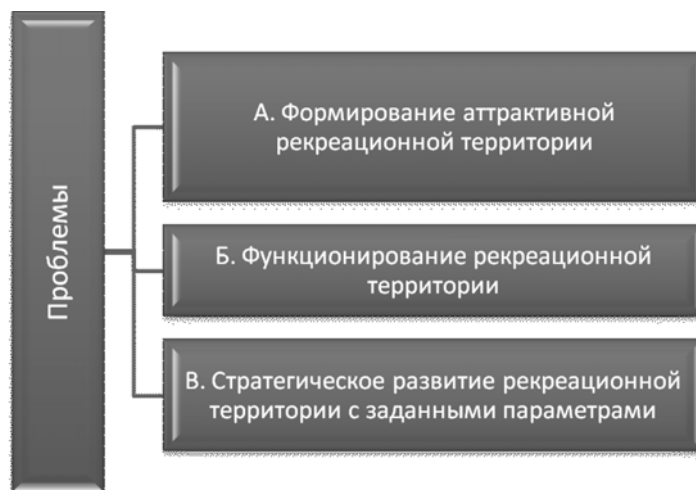 Проблемы
А. Формирование аттрактивной
рекреационной территории
Б. Функционирование рекреационной
территории
В. Стратегическое развитие рекреационной
территории с заданными параметрами